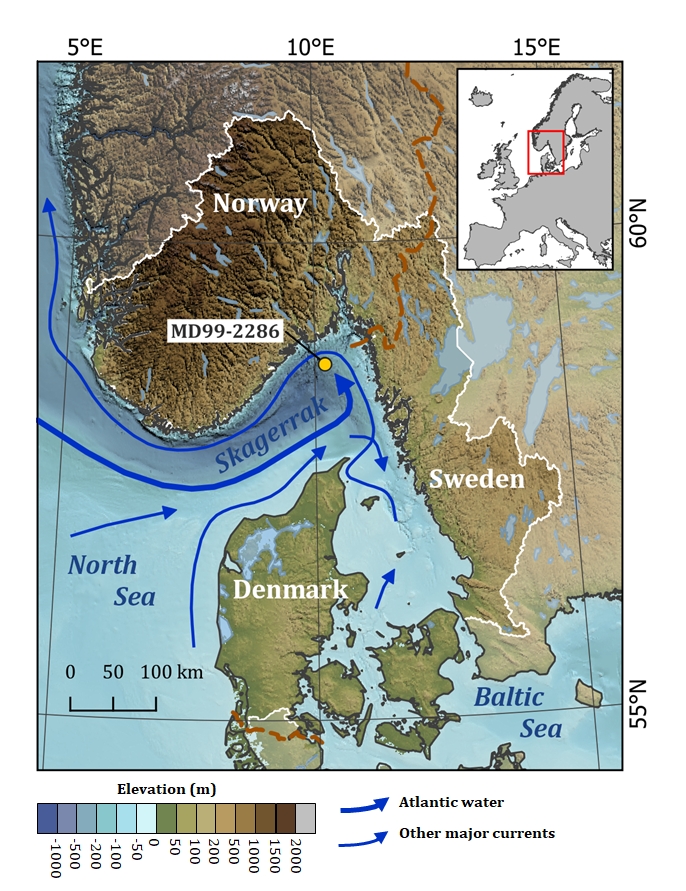 5°E 10°E 15°E
Norway
60°N
MD99-2286
Skagerrak
Sweden
North
Sea
Denmark
0 50 100 km
Baltic
Sea
55°N
Elevation (m)
-1000 -500 -200 -100 -50 0 50 100 200 500 1000 1500 2000
Atlantic water
Other major currents